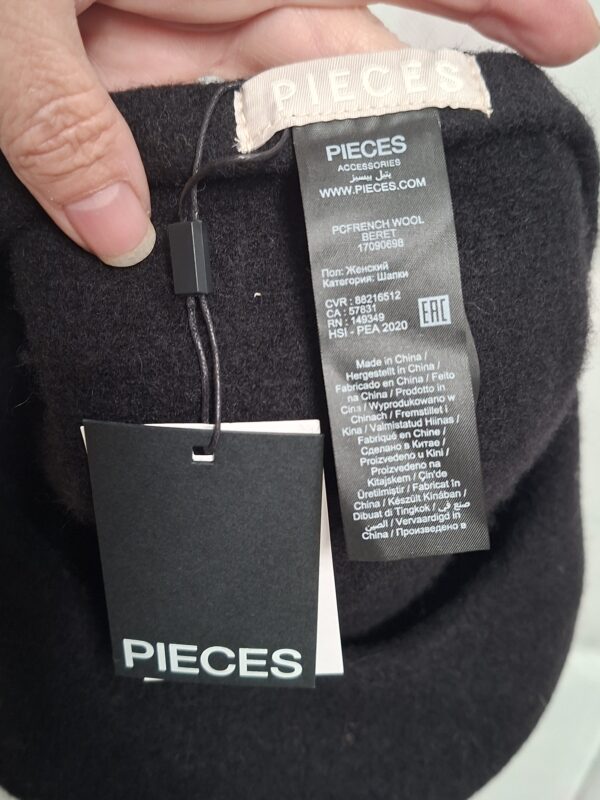 PIECES
PIECES
ACCESSORIES
بتيل بيسيز
WWW.PIECES.COM
PCFRENCH WOOL
BERET
17090698
Пол: Женский
Категория: Шапки
CVR : 88216512
CA : 57831
RN : 149349
HSI - PEA 2020
EAC
Made in China /
Hergestellt in China /
Fabricado en China / Feito
na China / Prodotto in
Cina / Wyprodukowano w
Chinach / Fremstillet i
Kina / Valmistatud Hiinas /
Fabriqué en Chine /
Сделано в Китае /
Proizvedeno u Kini /
Proizvedeno na
Kitajskem / Çin'de
Üretilmiştir / Fabricat în
China / Készült Kínában /
Dibuat di Tingkok / صنع في
الصين / Vervaardigd in
China / Произведено в
PIECES